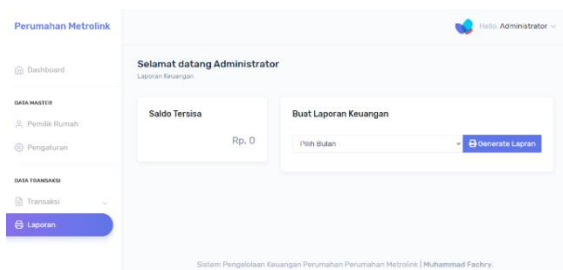 Perumahan Metrolink
Hello, Administrator
Dashboard
Selamat datang Administrator
Laporan Keuangan
DATA MASTER
Pemilik Rumah
Pengaturan
Saldo Tersisa
Rp. 0
Buat Laporan Keuangan
Pilih Bulan
Generate Lapran
DATA TRANSAKSI
Transaksi
Laporan
Sistem Pengelolaan Keuangan Perumahan Perumahan Metrolink | Muhammad Fachry.